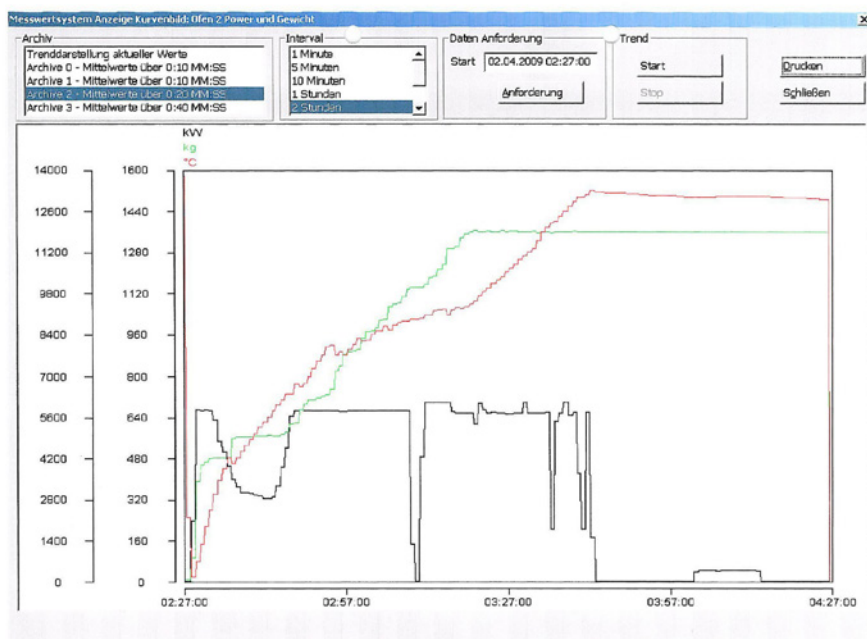 Messwertsystem Anzeige Kurvenbild: Ofen 2 Power und Gewicht
Archiv
Trenddarstellung aktueller Werte
Archive 0 - Mittelwerte über 0:10 MM:SS
Archive 1 - Mittelwerte über 0:10 MM:SS
Archive 2 - Mittelwerte über 0:20 MM:SS
Archive 3 - Mittelwerte über 0:40 MM:SS
Interval
1 Minute
5 Minuten
10 Minuten
1 Stunden
2 Stunden
Daten Anforderung
Start 02.04.2009 02:27:00
Anforderung
Trend
Start
Stop
Drucken
Schließen
kW
kg
°C
14000 1600
12600 1440
11200 1280
9800 1120
8400 960
7000 800
5600 640
4200 480
2800 320
1400 160
0 0
02:27:00 02:57:00 03:27:00 03:57:00 04:27:00